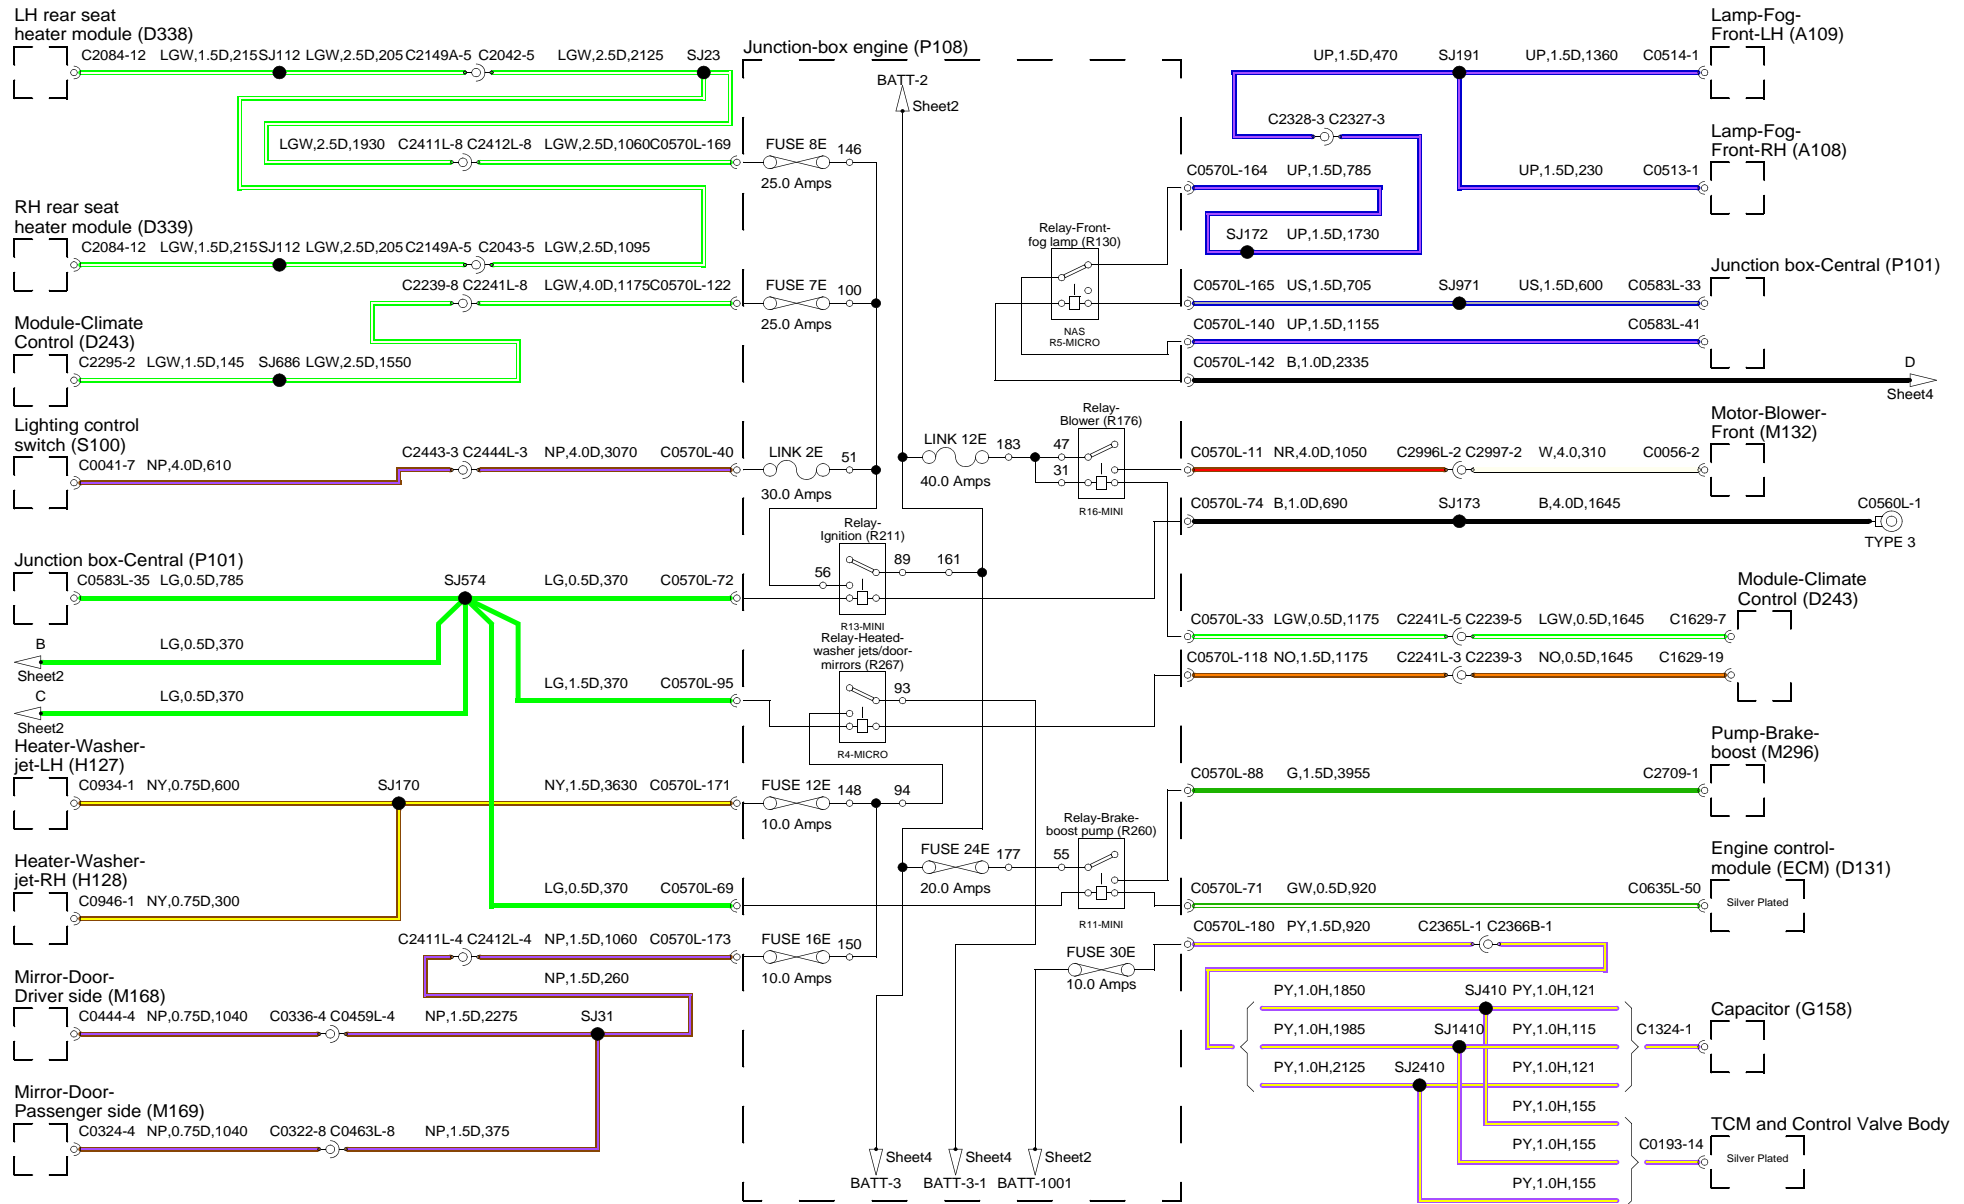 LH rear seat
heater module (D338)
C2084-12 LGW,1.5D,215 SJ112 LGW,2.5D,205 C2149A-5 C2042-5 LGW,2.5D,2125 SJ23
LGW,2.5D,1930 C2411L-8 C2412L-8 LGW,2.5D,1060 C0570L-169
RH rear seat
heater module (D339)
C2084-12 LGW,1.5D,215 SJ112 LGW,2.5D,205 C2149A-5 C2043-5 LGW,2.5D,1095
C2239-8 C2241L-8 LGW,4.0D,1175 C0570L-122
Module-Climate
Control (D243)
C2295-2 LGW,1.5D,145 SJ686 LGW,2.5D,1550
Lighting control
switch (S100)
C0041-7 NP,4.0D,610 C2443-3 C2444L-3 NP,4.0D,3070 C0570L-40
Junction box-Central (P101)
C0583L-35 LG,0.5D,785 SJ574 LG,0.5D,370 C0570L-72
B
LG,0.5D,370
Sheet2
C
LG,0.5D,370
Sheet2
LG,1.5D,370 C0570L-95
Heater-Washer-
jet-LH (H127)
C0934-1 NY,0.75D,600 SJ170 NY,1.5D,3630 C0570L-171
Heater-Washer-
jet-RH (H128)
C0946-1 NY,0.75D,300
LG,0.5D,370 C0570L-69
C2411L-4 C2412L-4 NP,1.5D,1060 C0570L-173
NP,1.5D,260
Mirror-Door-
Driver side (M168)
C0444-4 NP,0.75D,1040 C0336-4 C0459L-4 NP,1.5D,2275 SJ31
Mirror-Door-
Passenger side (M169)
C0324-4 NP,0.75D,1040 C0322-8 C0463L-8 NP,1.5D,375
Junction-box engine (P108)
BATT-2
Sheet2
FUSE 8E 146
25.0 Amps
FUSE 7E 100
25.0 Amps
Relay-Front-
fog lamp (R130)
NAS
R5-MICRO
LINK 2E 51
30.0 Amps
LINK 12E 183 47
31
40.0 Amps
Relay-
Blower (R176)
R16-MINI
Relay-
Ignition (R211)
56 89 161
R13-MINI
Relay-Heated-
washer jets/door-
mirrors (R267)
93
R4-MICRO
FUSE 12E 148 94
10.0 Amps
Relay-Brake-
boost pump (R260)
FUSE 24E 177 55
20.0 Amps
R11-MINI
FUSE 16E 150
10.0 Amps
FUSE 30E
10.0 Amps
Sheet4 Sheet4 Sheet2
BATT-3 BATT-3-1 BATT-1001
Lamp-Fog-
Front-LH (A109)
UP,1.5D,470 SJ191 UP,1.5D,1360 C0514-1
C2328-3 C2327-3
Lamp-Fog-
Front-RH (A108)
C0570L-164 UP,1.5D,785 UP,1.5D,230 C0513-1
SJ172 UP,1.5D,1730
Junction box-Central (P101)
C0570L-165 US,1.5D,705 SJ971 US,1.5D,600 C0583L-33
C0570L-140 UP,1.5D,1155 C0583L-41
C0570L-142 B,1.0D,2335 D
Sheet4
Motor-Blower-
Front (M132)
C0570L-11 NR,4.0D,1050 C2996L-2 C2997-2 W,4.0,310 C0056-2
C0570L-74 B,1.0D,690 SJ173 B,4.0D,1645 C0560L-1
TYPE 3
Module-Climate
Control (D243)
C0570L-33 LGW,0.5D,1175 C2241L-5 C2239-5 LGW,0.5D,1645 C1629-7
C0570L-118 NO,1.5D,1175 C2241L-3 C2239-3 NO,0.5D,1645 C1629-19
Pump-Brake-
boost (M296)
C0570L-88 G,1.5D,3955 C2709-1
Engine control-
module (ECM) (D131)
C0570L-71 GW,0.5D,920 C0635L-50
Silver Plated
C0570L-180 PY,1.5D,920 C2365L-1 C2366B-1
PY,1.0H,1850 SJ410 PY,1.0H,121
Capacitor (G158)
PY,1.0H,1985 SJ1410 PY,1.0H,115 C1324-1
PY,1.0H,2125 SJ2410 PY,1.0H,121
PY,1.0H,155
TCM and Control Valve Body
PY,1.0H,155 C0193-14
Silver Plated
PY,1.0H,155